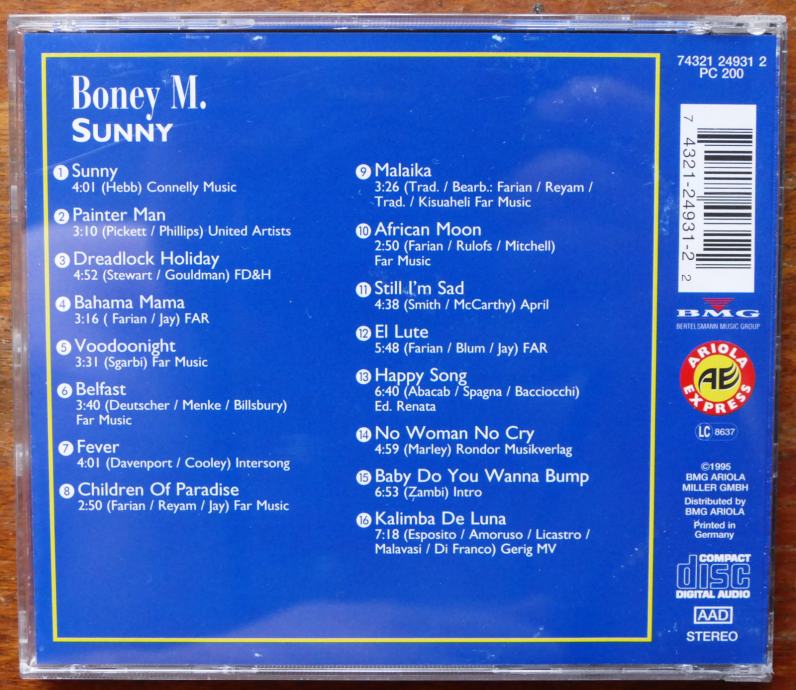 Boney M.
SUNNY
1 Sunny
4:01 (Hebb) Connelly Music
2 Painter Man
3:10 (Pickett / Phillips) United Artists
3 Dreadlock Holiday
4:52 (Stewart / Gouldman) FD&H
4 Bahama Mama
3:16 ( Farian / Jay) FAR
5 Voodoonight
3:31 (Sgarbi) Far Music
6 Belfast
3:40 (Deutscher / Menke / Billsbury)
Far Music
7 Fever
4:01 (Davenport / Cooley) Intersong
8 Children Of Paradise
2:50 (Farian / Reyam / Jay) Far Music
9 Malaika
3:26 (Trad. / Bearb.: Farian / Reyam /
Trad. / Kisuaheli Far Music
10 African Moon
2:50 (Farian / Rulofs / Mitchell)
Far Music
11 Still I'm Sad
4:38 (Smith / McCarthy) April
12 El Lute
5:48 (Farian / Blum / Jay) FAR
13 Happy Song
6:40 (Abacab / Spagna / Bacciocchi)
Ed. Renata
14 No Woman No Cry
4:59 (Marley) Rondor Musikverlag
15 Baby Do You Wanna Bump
6:53 (Zambi) Intro
16 Kalimba De Luna
7:18 (Esposito / Amoruso / Licastro /
Malavasi / Di Franco) Gerig MV
74321 24931 2
PC 200
7 4321-24931-2 2
BMG
BERTELSMANN MUSIC GROUP
ARIOLA
AE
EXPRESS
LC 8637
©1995
BMG ARIOLA
MILLER GMBH
Distributed by
BMG ARIOLA
Printed in
Germany
COMPACT
disc
DIGITAL AUDIO
AAD
STEREO